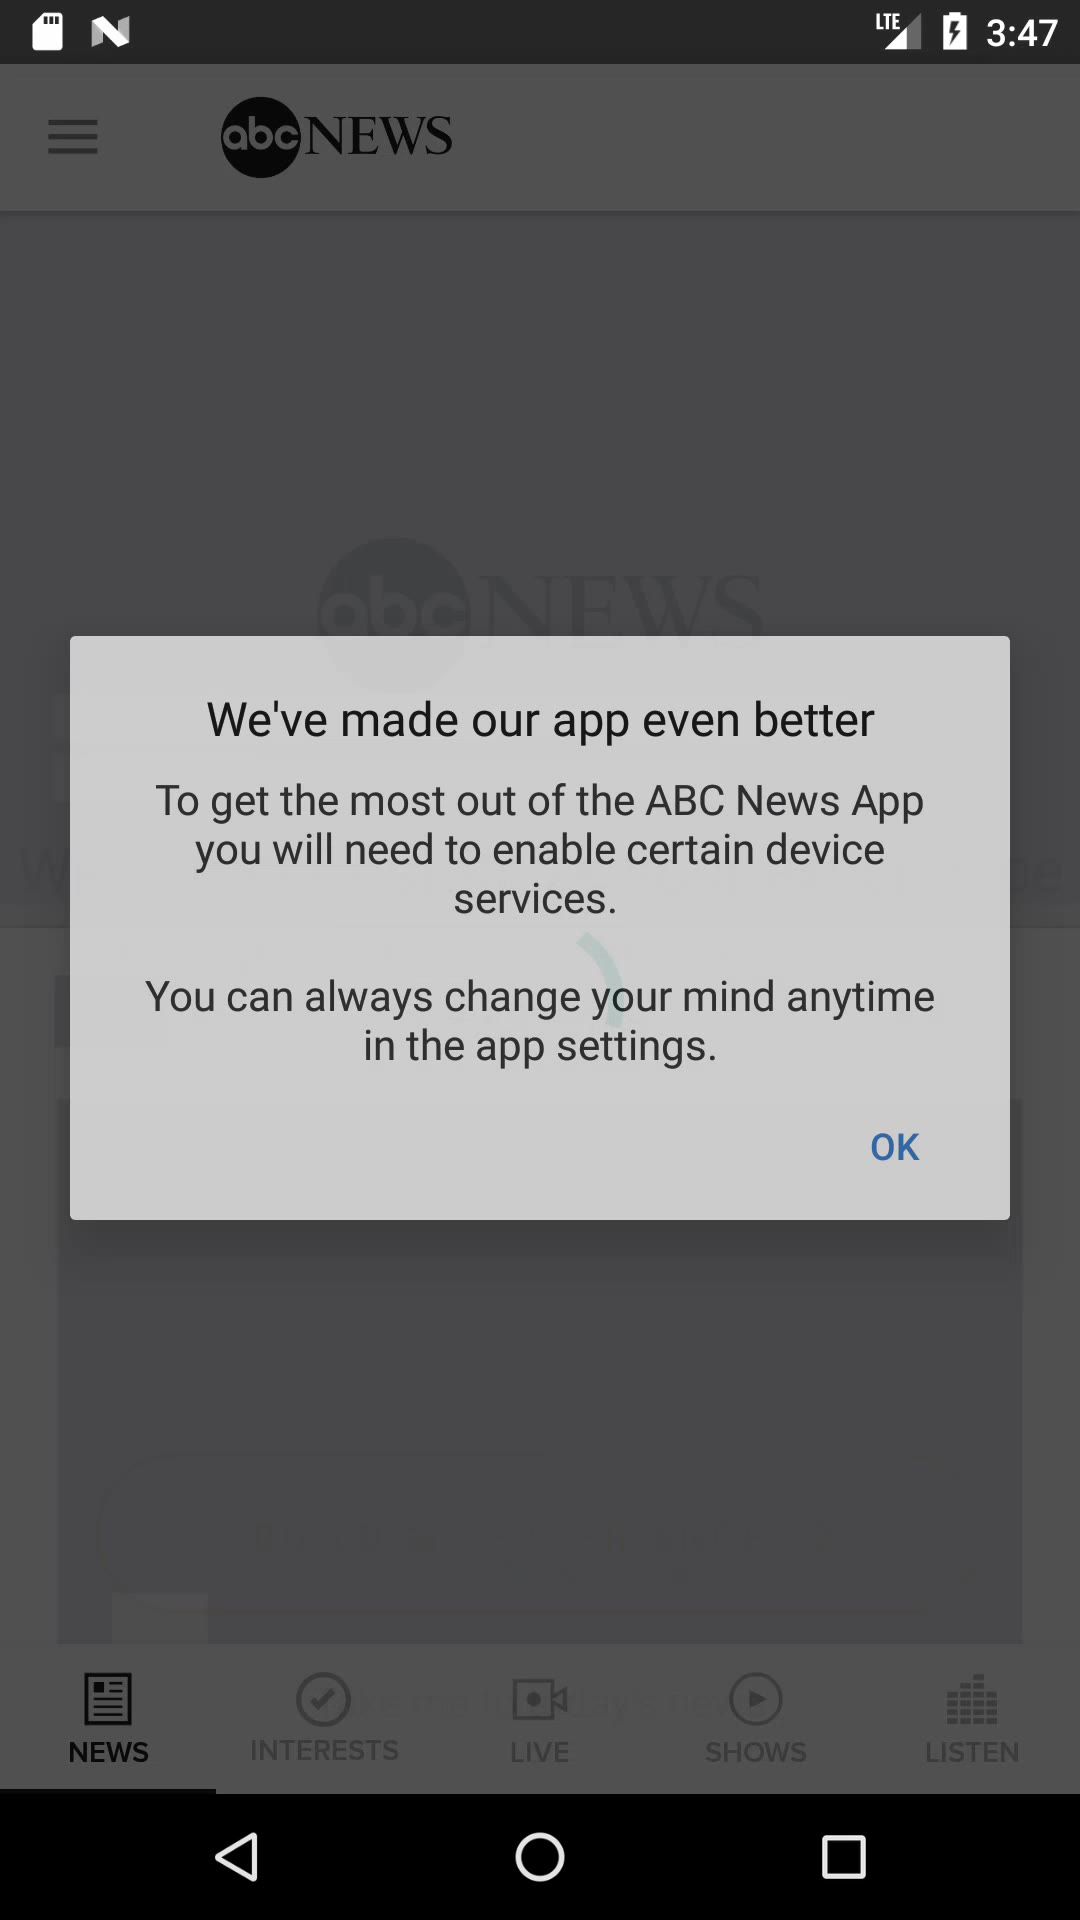 LTE 3:47
abc NEWS
abc NEWS
We've made our app even better
To get the most out of the ABC News App
you will need to enable certain device
services.
You can always change your mind anytime
in the app settings.
OK
NEWS INTERESTS LIVE SHOWS LISTEN